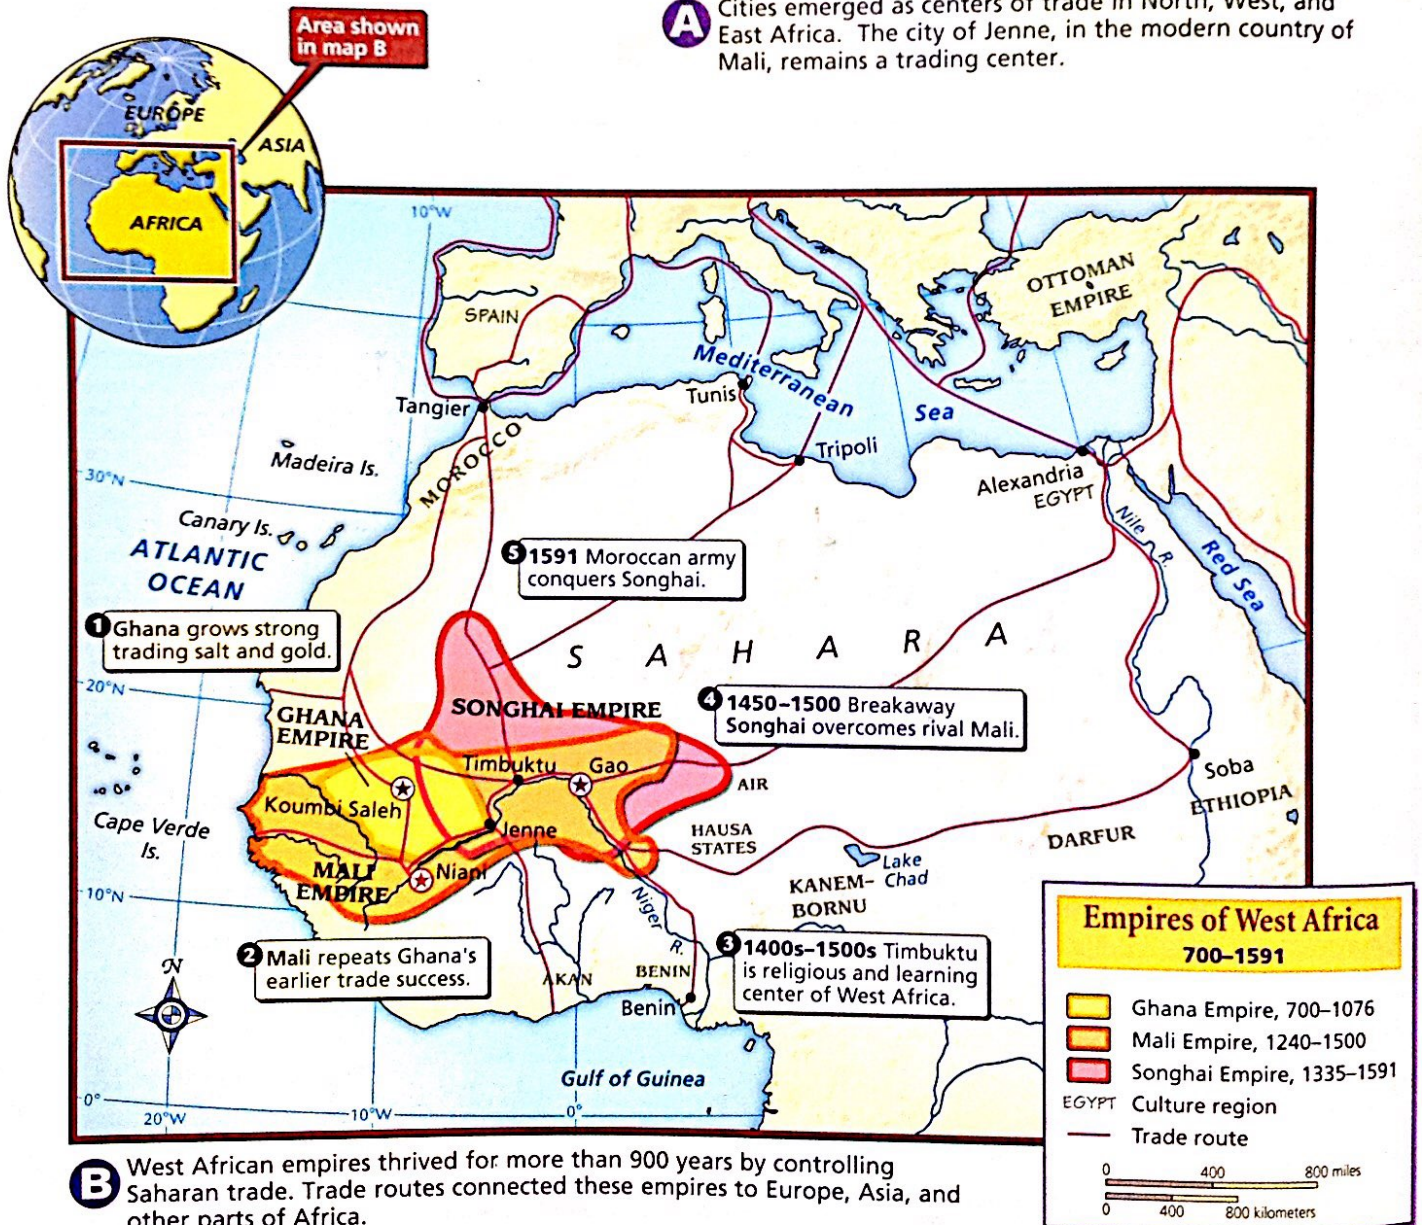 Area shown
in map B
A
Cities emerged as centers of trade in North, West, and
East Africa. The city of Jenne, in the modern country of
Mali, remains a trading center.
EUROPE
ASIA
AFRICA
10°W
OTTOMAN
EMPIRE
SPAIN
Mediterranean
Sea
Tangier
Tunis
Tripoli
MOROCCO
Madeira Is.
Alexandria
EGYPT
30°N
Canary Is.
Nile R.
Red Sea
ATLANTIC
OCEAN
5 1591 Moroccan army
conquers Songhai.
1 Ghana grows strong
trading salt and gold.
SAHARA
20°N
4 1450–1500 Breakaway
Songhai overcomes rival Mali.
SONGHAI EMPIRE
GHANA
EMPIRE
Timbuktu
Gao
AIR
Soba
ETHIOPIA
Koumbi Saleh
Jenne
Cape Verde
Is.
HAUSA
STATES
DARFUR
MALI
EMPIRE
Niani
Lake
Chad
KANEM-
BORNU
10°N
Niger
R.
2 Mali repeats Ghana's
earlier trade success.
3 1400s–1500s Timbuktu
is religious and learning
center of West Africa.
N
AKAN
BENIN
Benin
Gulf of Guinea
0°
20°W
10°W
0°
Empires of West Africa
700–1591
Ghana Empire, 700–1076
Mali Empire, 1240–1500
Songhai Empire, 1335–1591
EGYPT Culture region
Trade route
0 400 800 miles
0 400 800 kilometers
B
West African empires thrived for more than 900 years by controlling
Saharan trade. Trade routes connected these empires to Europe, Asia, and
other parts of Africa.